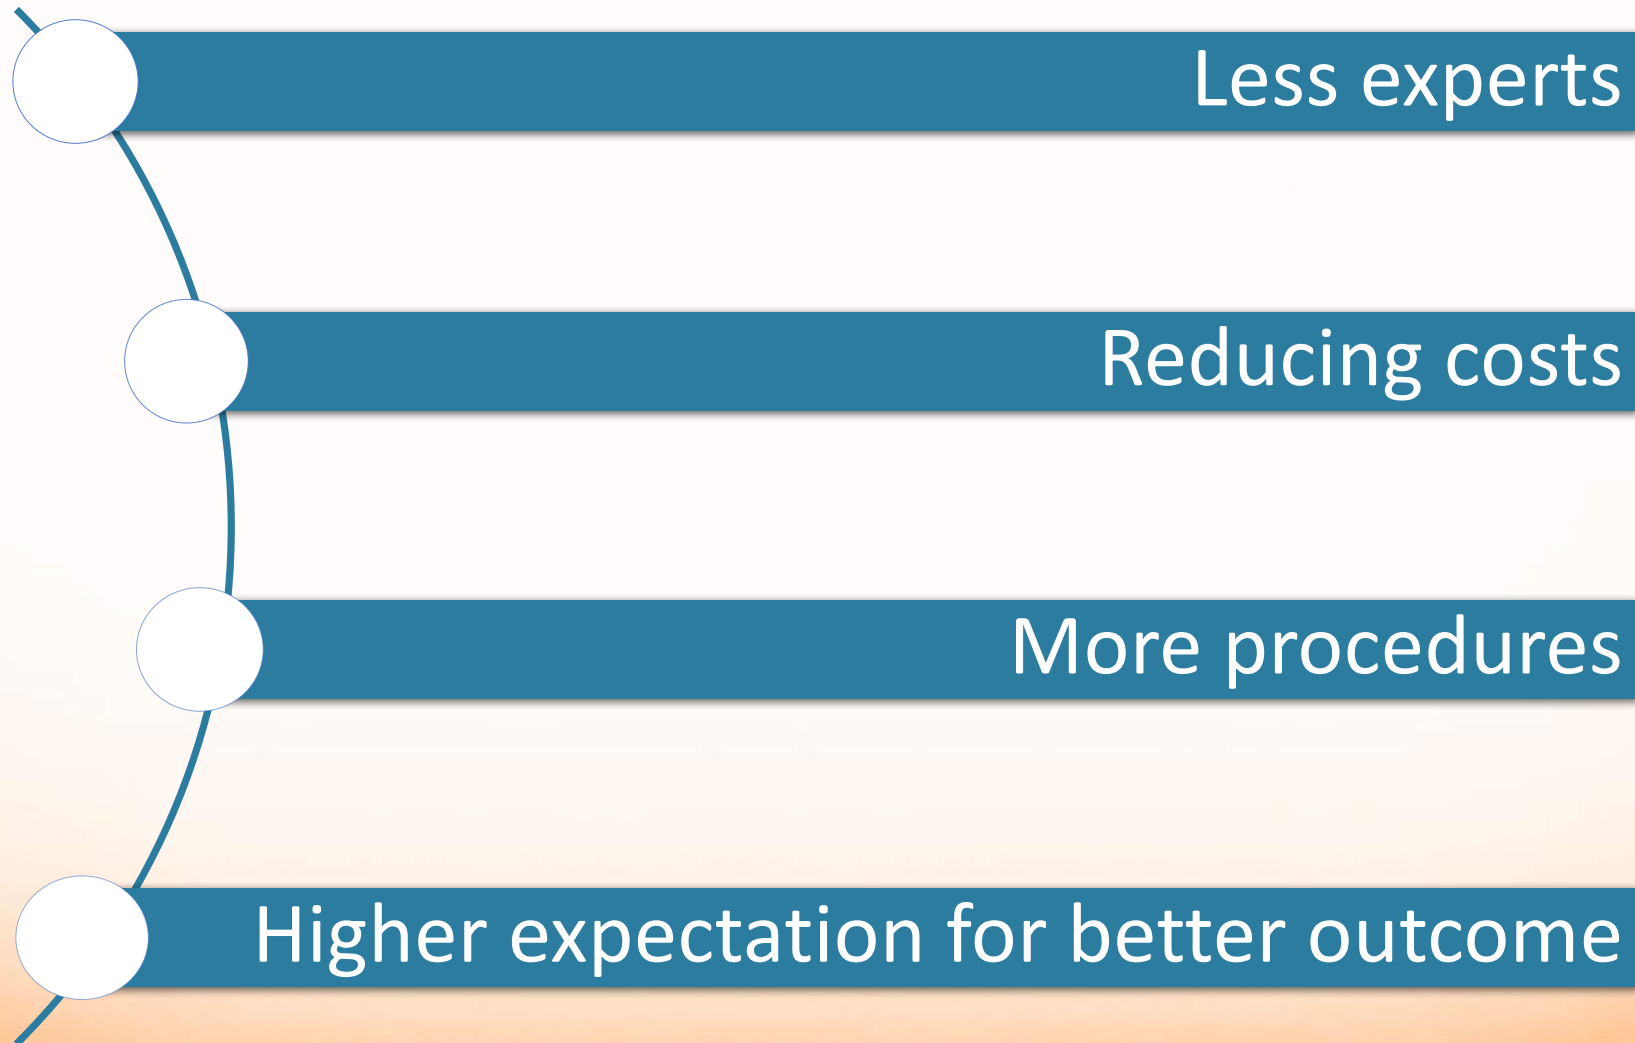 Less experts
Reducing costs
More procedures
Higher expectation for better outcome